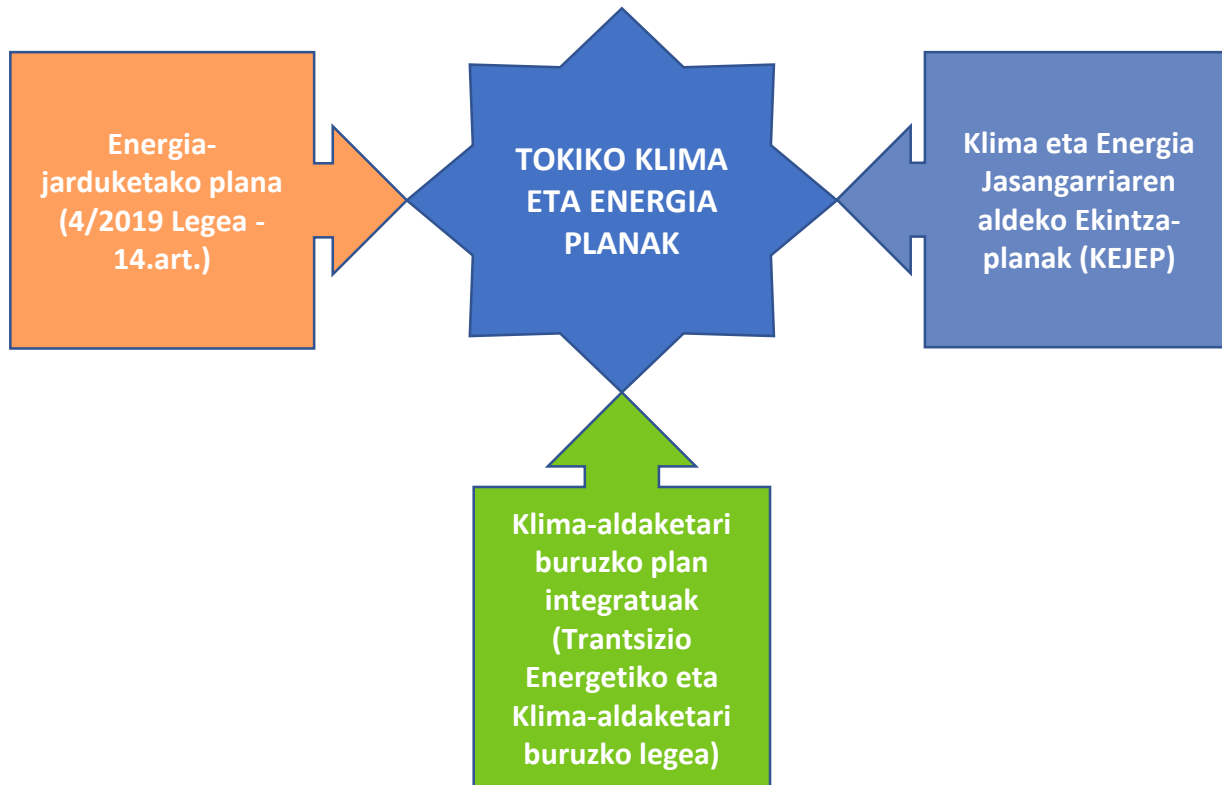 Energia-
jarduketako plana
(4/2019 Legea -
14.art.)
TOKIKO KLIMA
ETA ENERGIA
PLANAK
Klima eta Energia
Jasangarriaren
aldeko Ekintza-
planak (KEJEP)
Klima-aldaketari
buruzko plan
integratuak
(Trantsizio
Energetiko eta
Klima-aldaketari
buruzko legea)